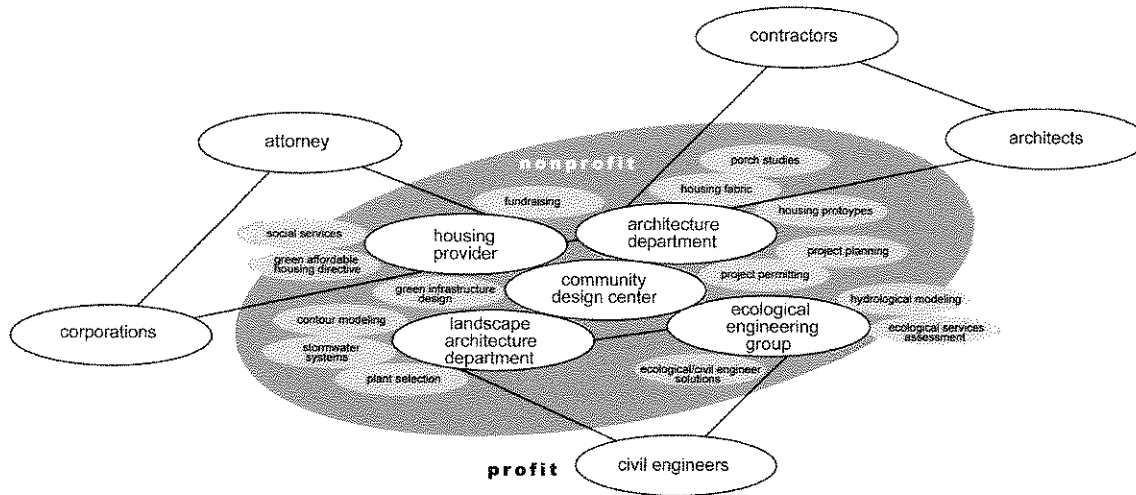 contractors
attorney
architects
nonprofit
porch studies
housing fabric
fundraising
housing protoypes
social services
housing
provider
architecture
department
green affordable
housing directive
project planning
project permitting
community
design center
green infrastructure
design
hydrological modeling
corporations
contour modeling
landscape
architecture
department
ecological
engineering
group
ecological services
assessment
stormwater
systems
plant selection
ecological/civil engineer
solutions
profit
civil engineers